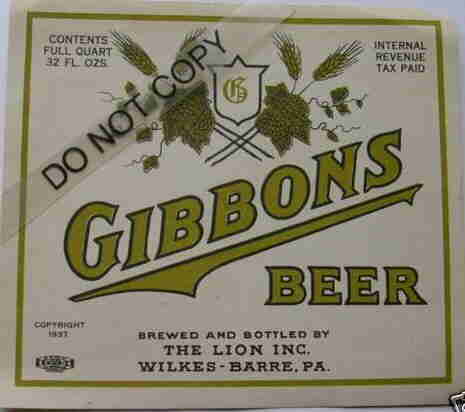 CONTENTS
FULL QUART
32 FL. OZS.
INTERNAL
REVENUE
TAX PAID
DO NOT COPY
G
GIBBONS
BEER
COPYRIGHT
1937
BREWED AND BOTTLED BY
THE LION INC.
WILKES-BARRE, PA.